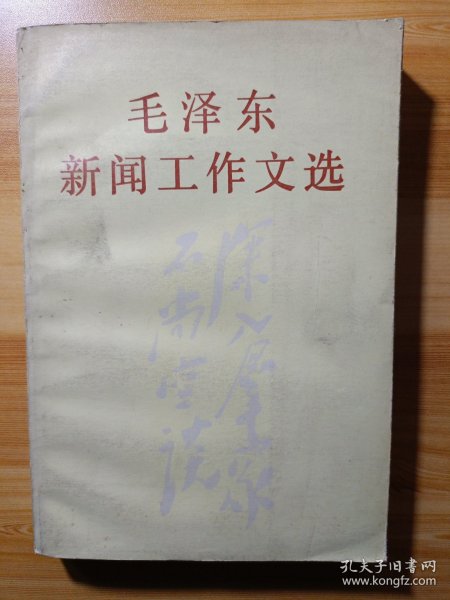 毛泽东
新闻工作文选
深入群众
不尚空谈
孔夫子旧书网
www.kongfz.com